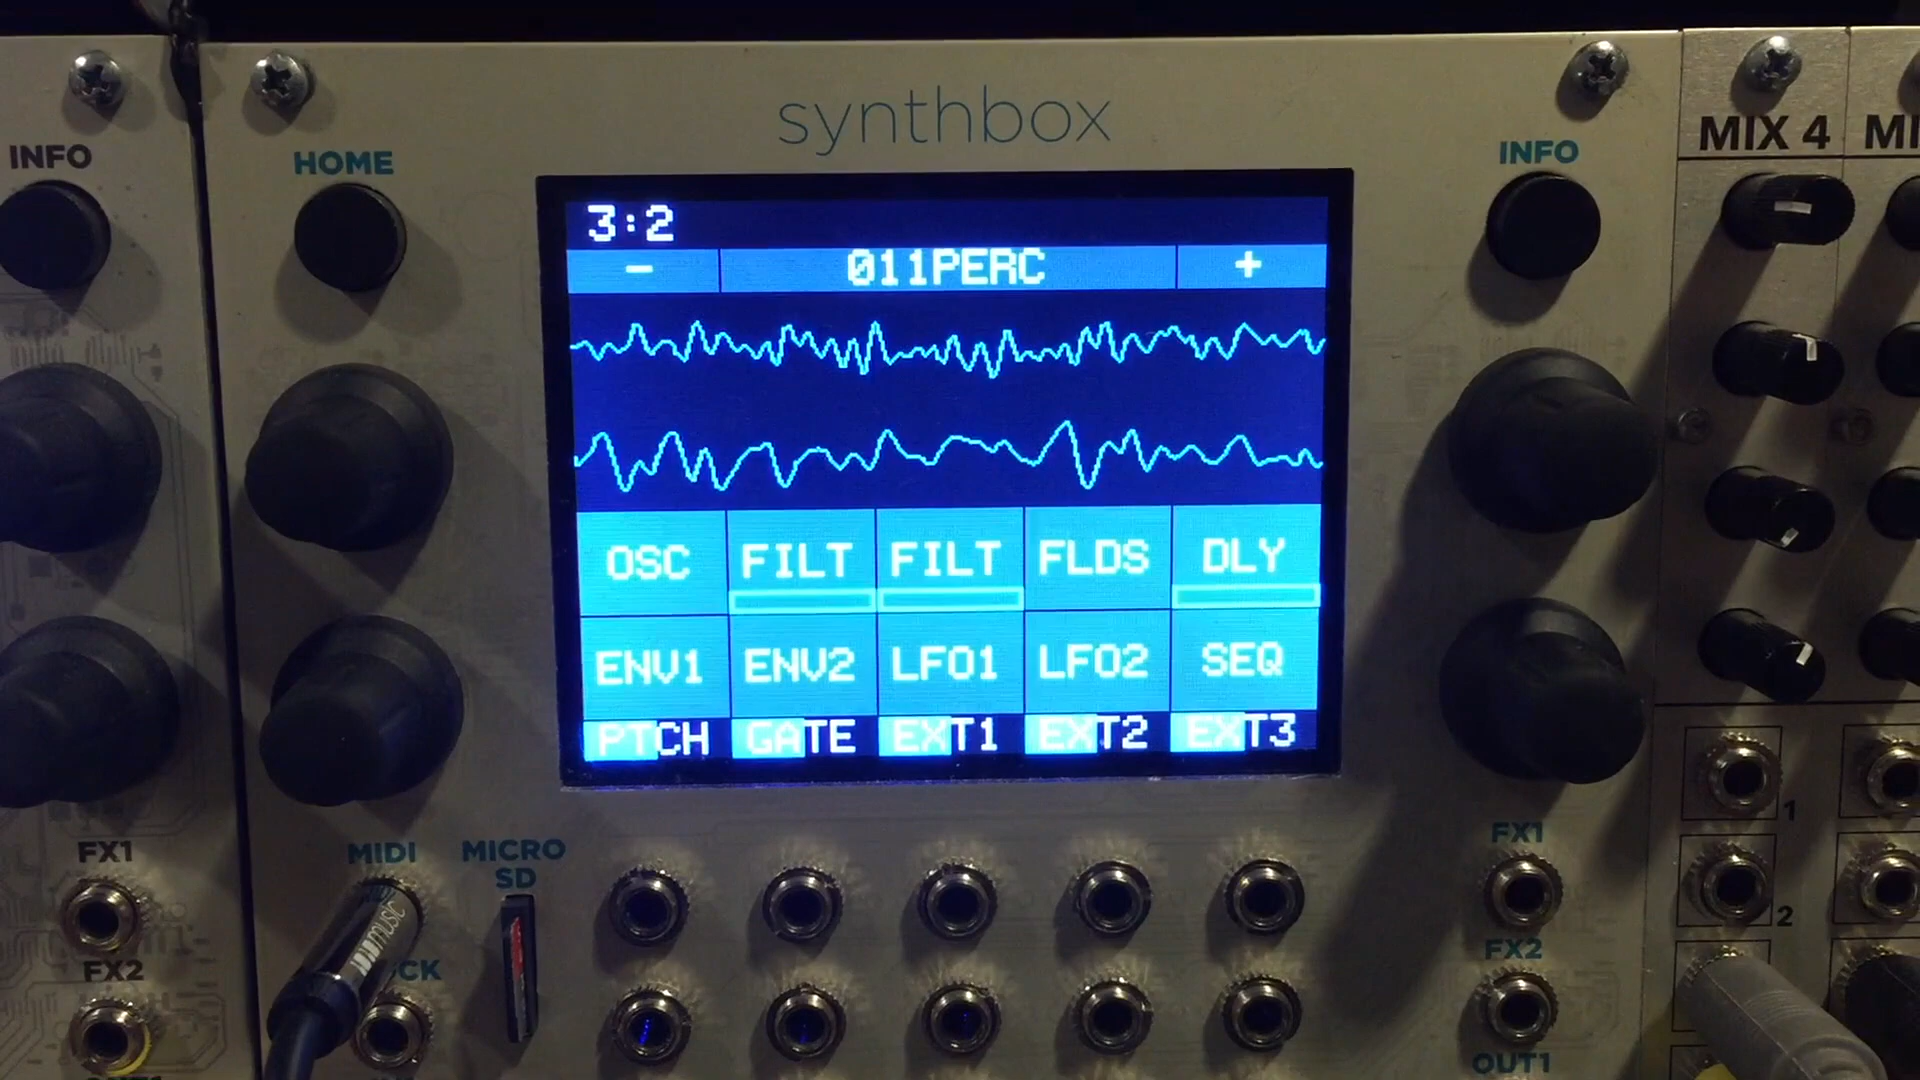 synthbox
INFO
HOME
INFO
MIX 4
3:2
- 011PERC +
OSC FILT FILT FLDS DLY
ENV1 ENV2 LFO1 LFO2 SEQ
PTCH GATE EXT1 EXT2 EXT3
FX1
MIDI
MICRO
SD
FX1
1
FX2
FX2
2
OUT1